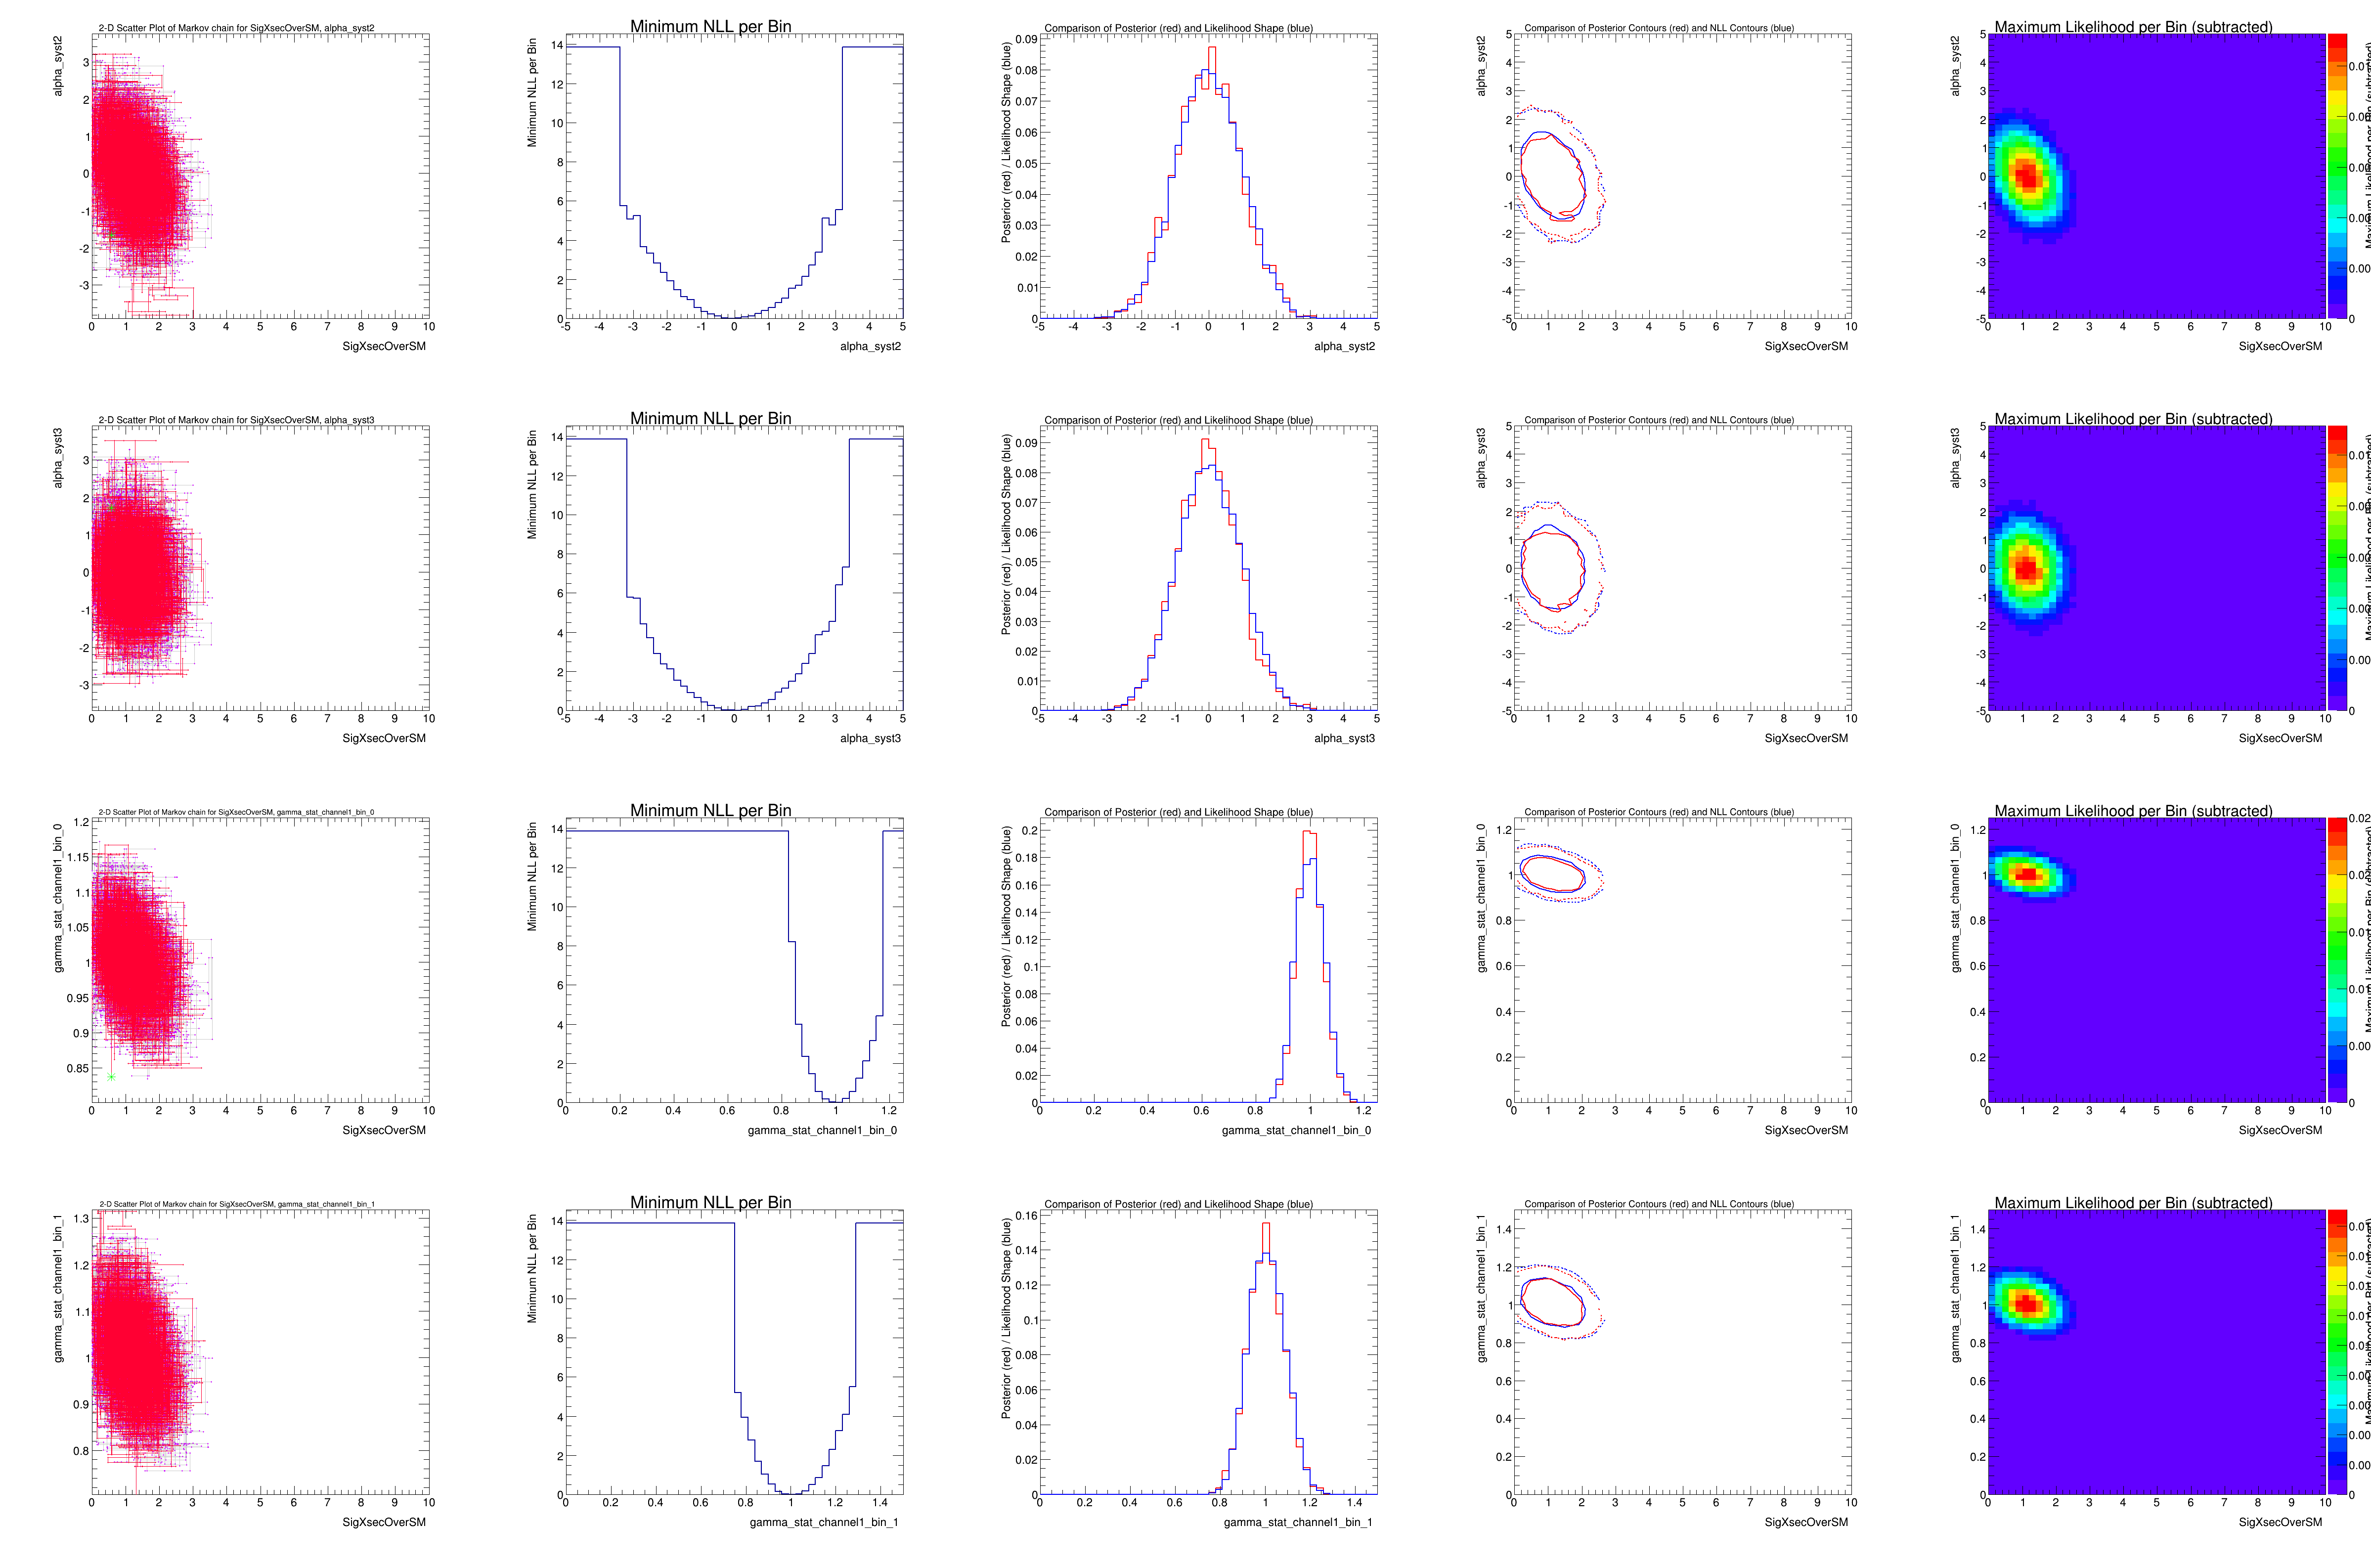 2-D Scatter Plot of Markov chain for SigXsecOverSM, alpha_syst2
alpha_syst2
SigXsecOverSM
Minimum NLL per Bin
Minimum NLL per Bin
alpha_syst2
Comparison of Posterior (red) and Likelihood Shape (blue)
Posterior (red) / Likelihood Shape (blue)
alpha_syst2
Comparison of Posterior Contours (red) and NLL Contours (blue)
alpha_syst2
SigXsecOverSM
Maximum Likelihood per Bin (subtracted)
alpha_syst2
SigXsecOverSM
2-D Scatter Plot of Markov chain for SigXsecOverSM, alpha_syst3
alpha_syst3
SigXsecOverSM
Minimum NLL per Bin
Minimum NLL per Bin
alpha_syst3
Comparison of Posterior (red) and Likelihood Shape (blue)
Posterior (red) / Likelihood Shape (blue)
alpha_syst3
Comparison of Posterior Contours (red) and NLL Contours (blue)
alpha_syst3
SigXsecOverSM
Maximum Likelihood per Bin (subtracted)
alpha_syst3
SigXsecOverSM
2-D Scatter Plot of Markov chain for SigXsecOverSM, gamma_stat_channel1_bin_0
gamma_stat_channel1_bin_0
SigXsecOverSM
Minimum NLL per Bin
Minimum NLL per Bin
gamma_stat_channel1_bin_0
Comparison of Posterior (red) and Likelihood Shape (blue)
Posterior (red) / Likelihood Shape (blue)
gamma_stat_channel1_bin_0
Comparison of Posterior Contours (red) and NLL Contours (blue)
gamma_stat_channel1_bin_0
SigXsecOverSM
Maximum Likelihood per Bin (subtracted)
gamma_stat_channel1_bin_0
SigXsecOverSM
2-D Scatter Plot of Markov chain for SigXsecOverSM, gamma_stat_channel1_bin_1
gamma_stat_channel1_bin_1
SigXsecOverSM
Minimum NLL per Bin
Minimum NLL per Bin
gamma_stat_channel1_bin_1
Comparison of Posterior (red) and Likelihood Shape (blue)
Posterior (red) / Likelihood Shape (blue)
gamma_stat_channel1_bin_1
Comparison of Posterior Contours (red) and NLL Contours (blue)
gamma_stat_channel1_bin_1
SigXsecOverSM
Maximum Likelihood per Bin (subtracted)
gamma_stat_channel1_bin_1
SigXsecOverSM